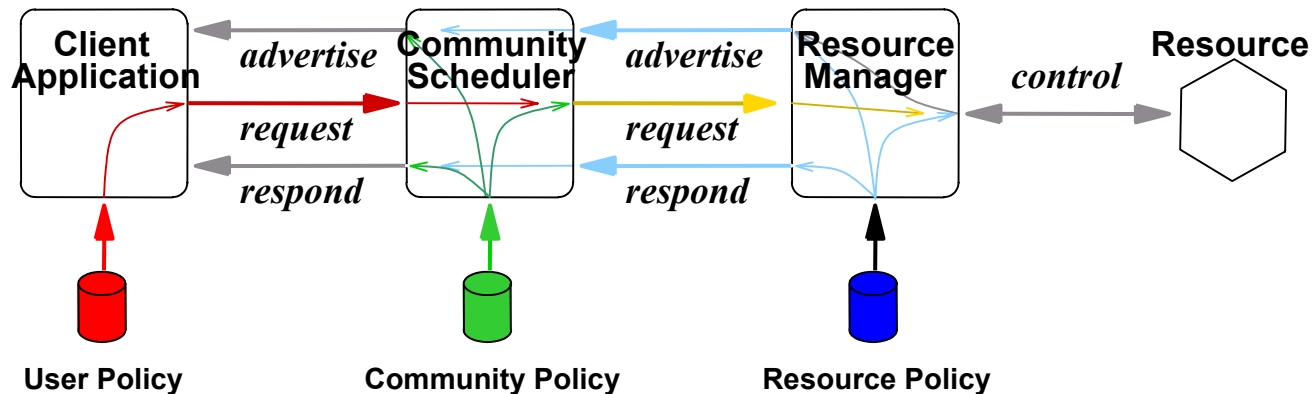 Client
Application
advertise
request
respond
Community
Scheduler
advertise
request
respond
Resource
Manager
control
Resource
User Policy
Community Policy
Resource Policy